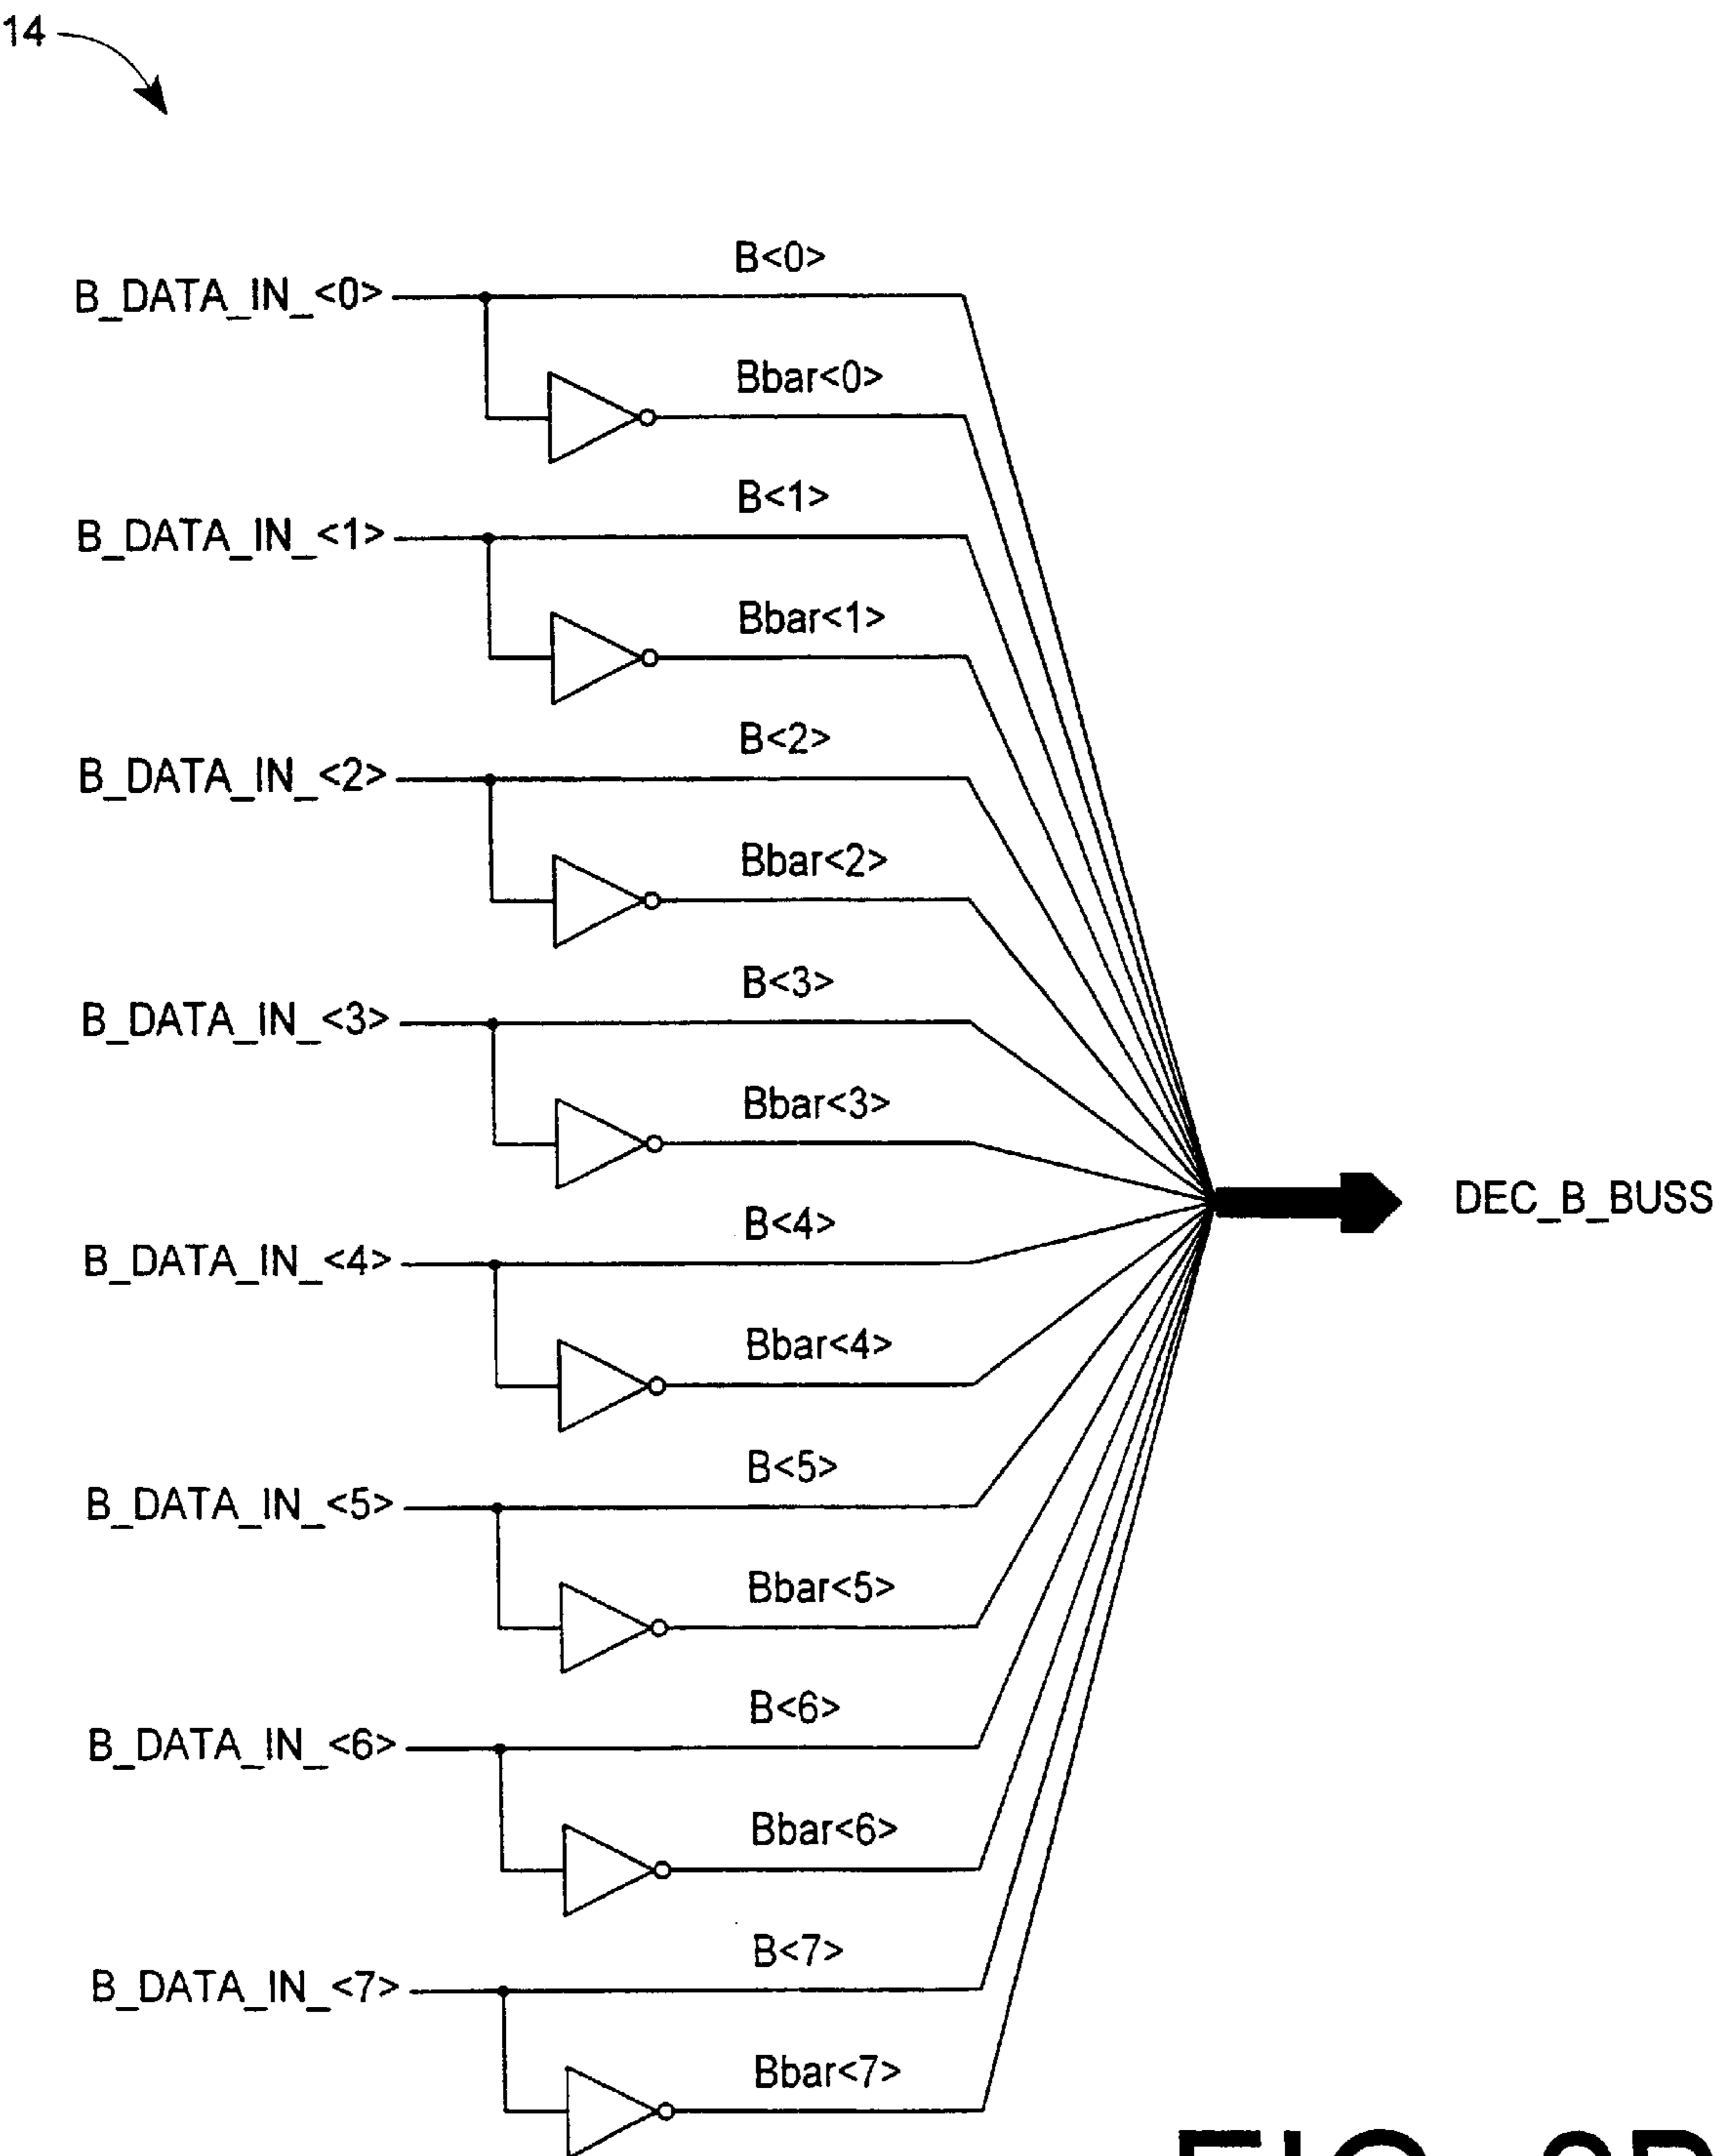 14
B<0>
B_DATA_IN_<0>
Bbar<0>
B<1>
B_DATA_IN_<1>
Bbar<1>
B<2>
B_DATA_IN_<2>
Bbar<2>
B<3>
B_DATA_IN_<3>
Bbar<3>
DEC_B_BUSS
B<4>
B_DATA_IN_<4>
Bbar<4>
B<5>
B_DATA_IN_<5>
Bbar<5>
B<6>
B_DATA_IN_<6>
Bbar<6>
B<7>
B_DATA_IN_<7>
Bbar<7>